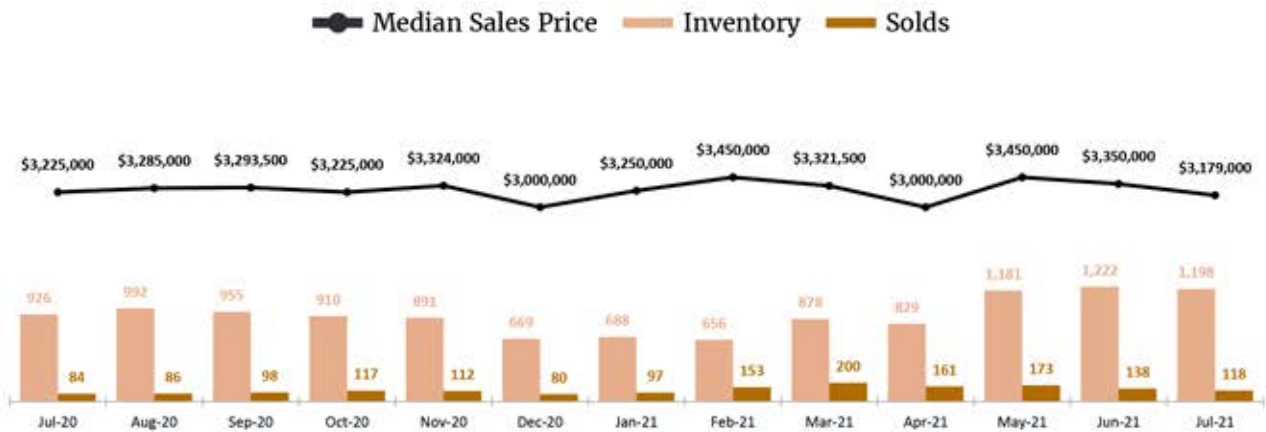 Median Sales Price Inventory Solds
$3,225,000 $3,285,000 $3,293,500 $3,225,000 $3,324,000 $3,000,000 $3,250,000 $3,450,000 $3,321,500 $3,000,000 $3,450,000 $3,350,000 $3,179,000
926 992 955 910 891 669 688 656 878 829 1,181 1,222 1,198
84 86 98 117 112 80 97 153 200 161 173 138 118
Jul-20 Aug-20 Sep-20 Oct-20 Nov-20 Dec-20 Jan-21 Feb-21 Mar-21 Apr-21 May-21 Jun-21 Jul-21